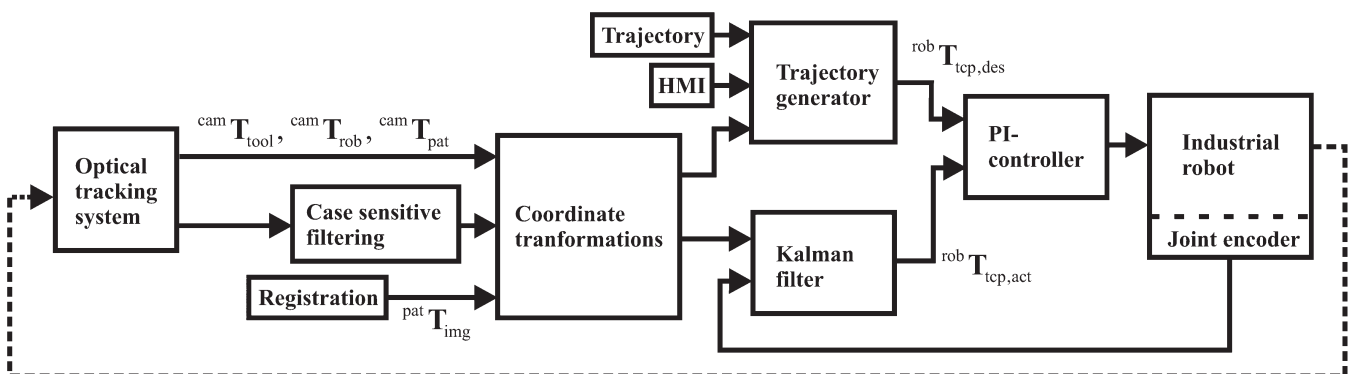 Trajectory
HMI
Trajectory
generator
rob T tcp,des
PI-
controller
Industrial
robot
Joint encoder
cam T tool, cam T rob, cam T pat
Optical
tracking
system
Case sensitive
filtering
Registration
pat T img
Coordinate
tranformations
Kalman
filter
rob T tcp,act